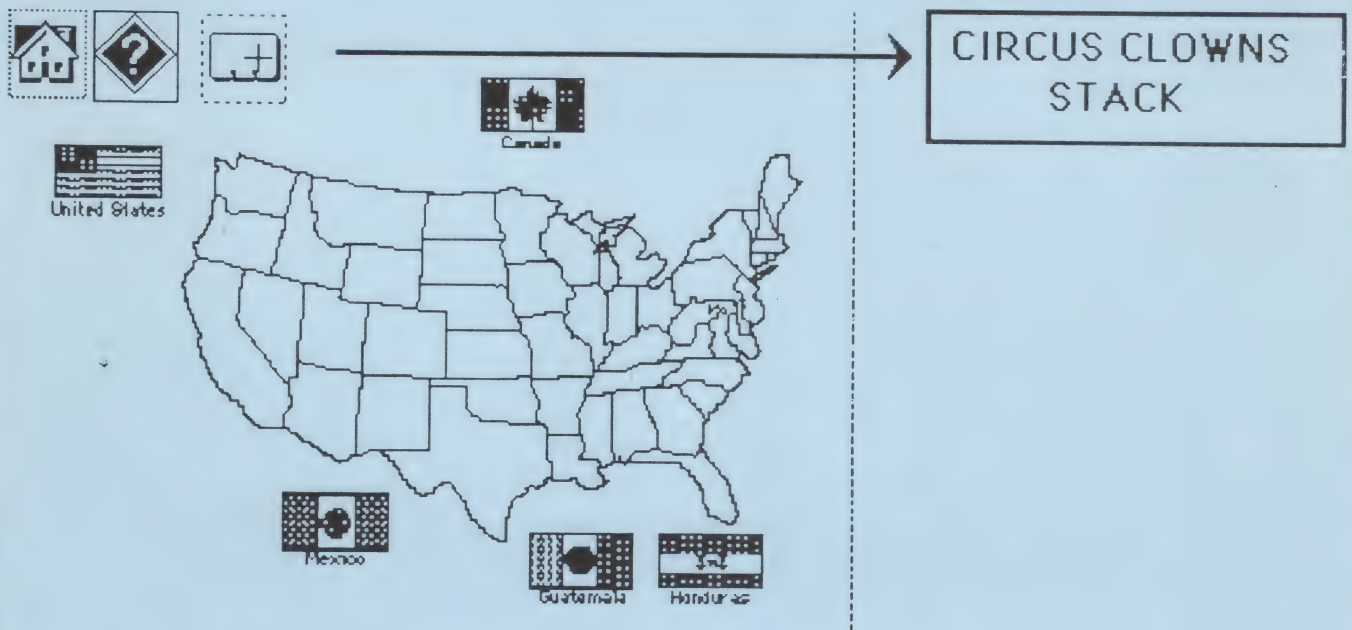 ?
CIRCUS CLOWNS
STACK
Canada
United States
Mexico
Guatemala
Honduras